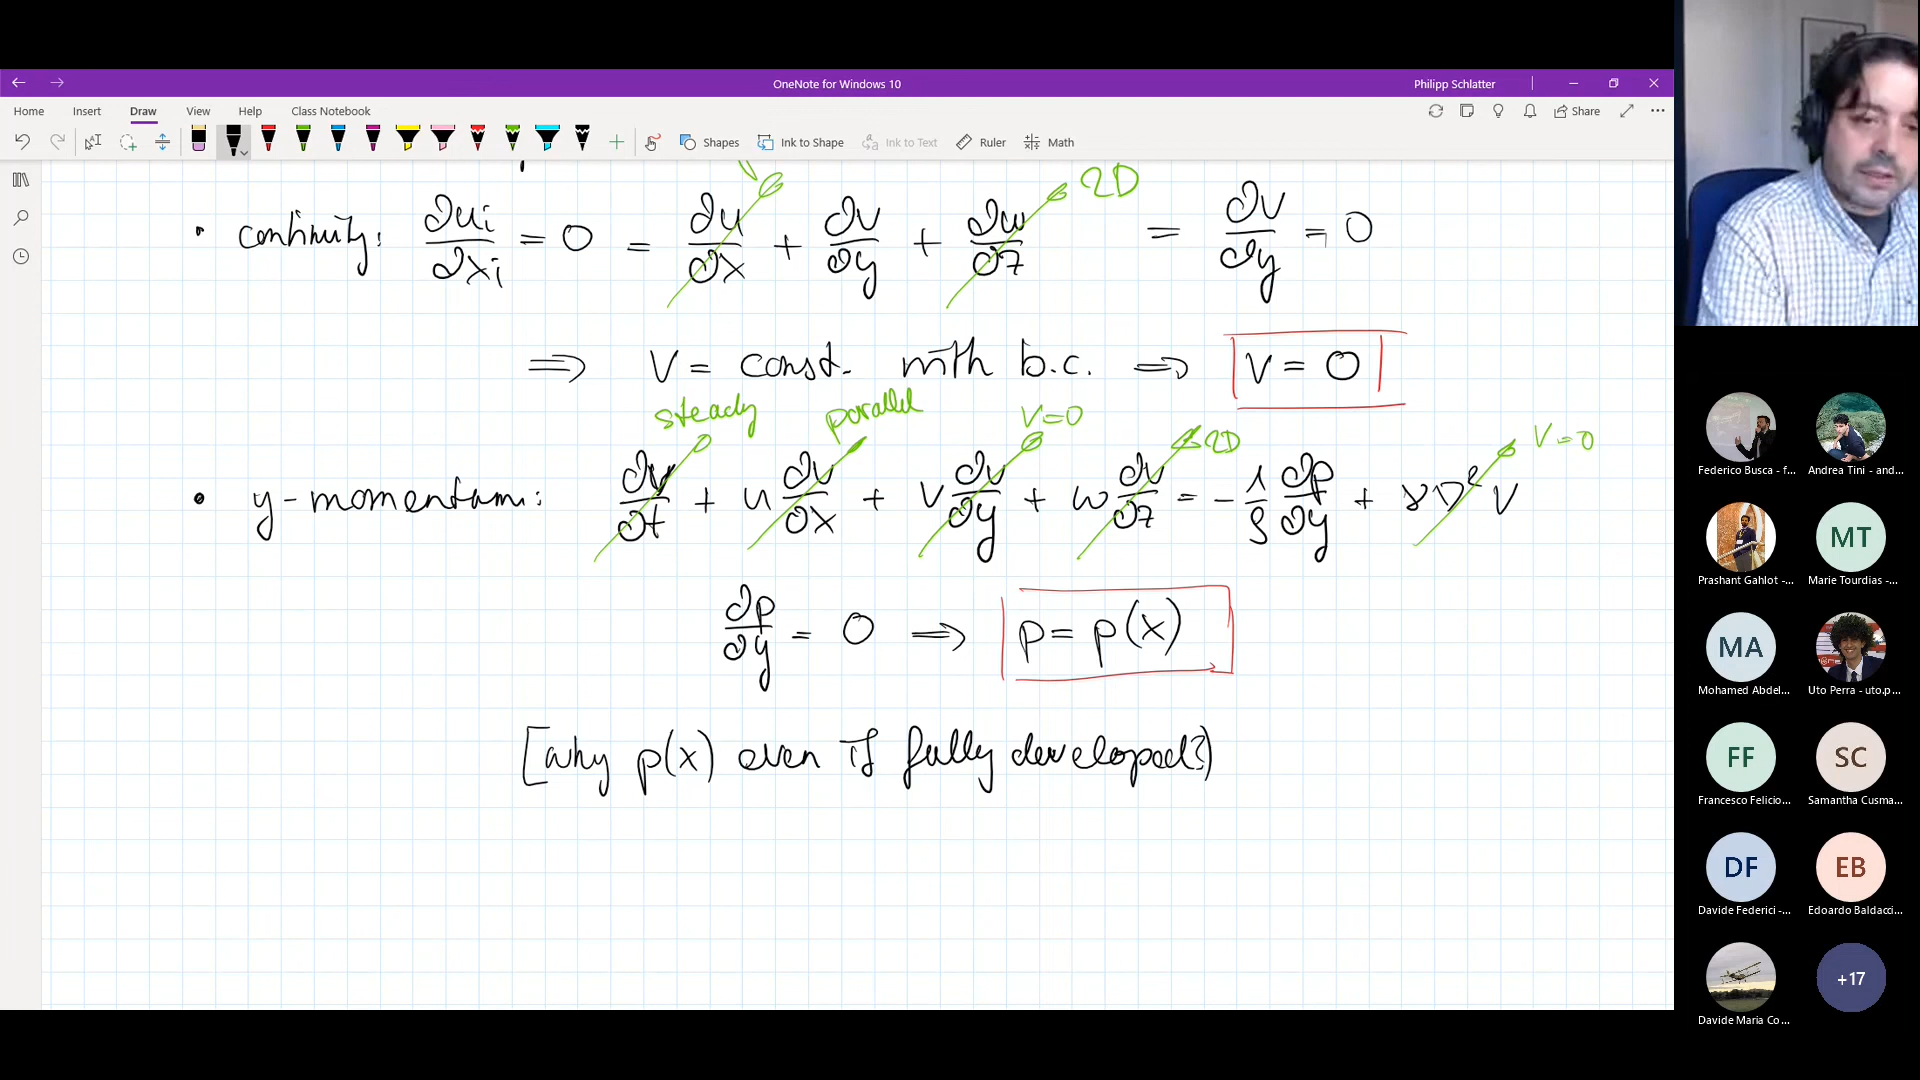 OneNote for Windows 10
Philipp Schlatter
Home Insert Draw View Help Class Notebook
Share
Shapes Ink to Shape Ink to Text Ruler Math
2D
• continuity: ∂ui/∂xi = 0 = ∂u/∂x + ∂v/∂y + ∂w/∂z = ∂v/∂y = 0
⇒ V = const. with b.c. ⇒ V = 0
steady parallel V=0 2D V=0
• y-momentum: ∂v/∂t + u ∂v/∂x + v ∂v/∂y + w ∂v/∂z = - 1/ρ ∂p/∂y + ν∇² V
∂p/∂y = 0 ⇒ p = p(x)
[why p(x) even if fully developed?]
Federico Busca - f...
Andrea Tini - and...
Prashant Gahlot -...
MT
Marie Tourdias -...
MA
Mohamed Abdel...
Uto Perra - uto.p...
FF
Francesco Felicio...
SC
Samantha Cusma...
DF
Davide Federici -...
EB
Edoardo Baldacci...
Davide Maria Co...
+17